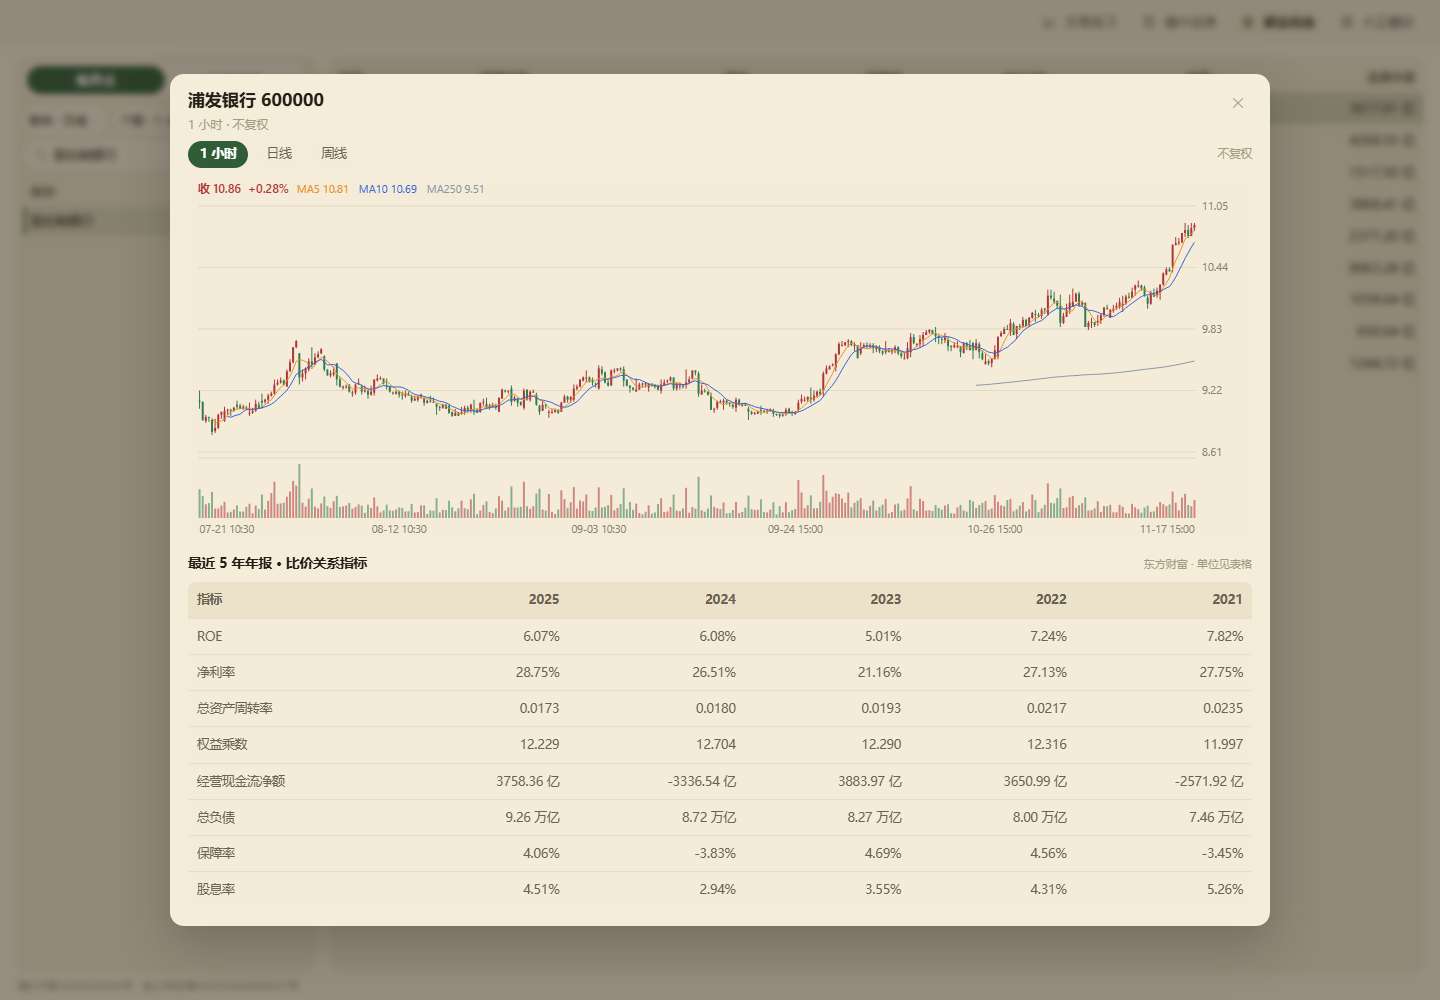 浦发银行 600000
1 小时 · 不复权
1 小时 日线 周线 不复权
收 10.86 +0.28% MA5 10.81 MA10 10.69 MA250 9.51
11.05
10.44
9.83
9.22
8.61
07-21 10:30 08-12 10:30 09-03 10:30 09-24 15:00 10-26 15:00 11-17 15:00
最近 5 年年报 • 比价关系指标 东方财富 · 单位见表格
指标 2025 2024 2023 2022 2021
ROE 6.07% 6.08% 5.01% 7.24% 7.82%
净利率 28.75% 26.51% 21.16% 27.13% 27.75%
总资产周转率 0.0173 0.0180 0.0193 0.0217 0.0235
权益乘数 12.229 12.704 12.290 12.316 11.997
经营现金流净额 3758.36 亿 -3336.54 亿 3883.97 亿 3650.99 亿 -2571.92 亿
总负债 9.26 万亿 8.72 万亿 8.27 万亿 8.00 万亿 7.46 万亿
保障率 4.06% -3.83% 4.69% 4.56% -3.45%
股息率 4.51% 2.94% 3.55% 4.31% 5.26%